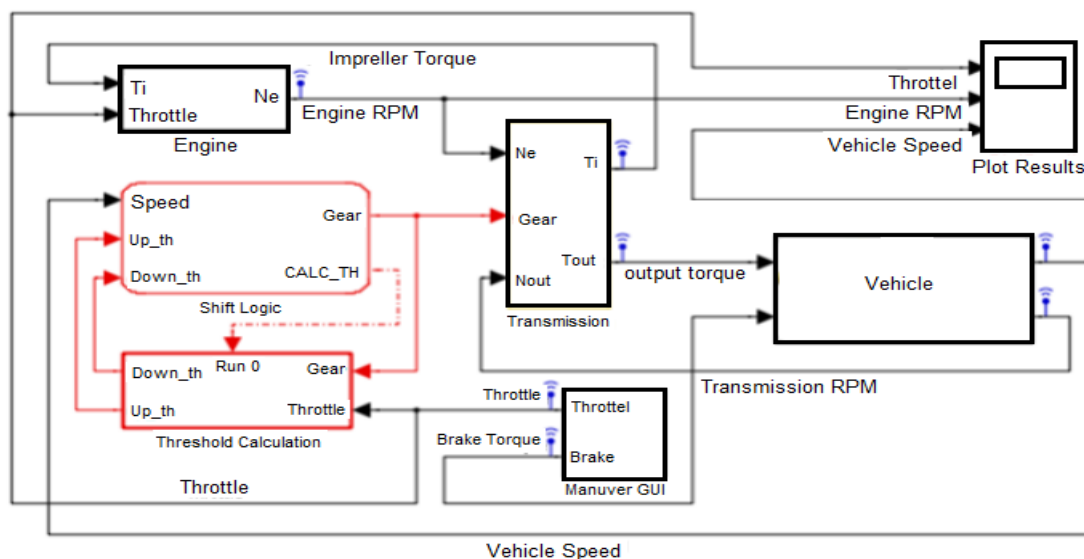 Impreller Torque
Ti
Throttle
Ne
Engine
Engine RPM
Throttel
Engine RPM
Vehicle Speed
Plot Results
Ne
Gear
Nout
Ti
Tout
Transmission
Speed
Up_th
Down_th
Gear
CALC_TH
Shift Logic
output torque
Vehicle
Run 0
Down_th
Up_th
Gear
Throttle
Threshold Calculation
Transmission RPM
Throttle
Brake Torque
Throttel
Brake
Manuver GUI
Throttle
Vehicle Speed